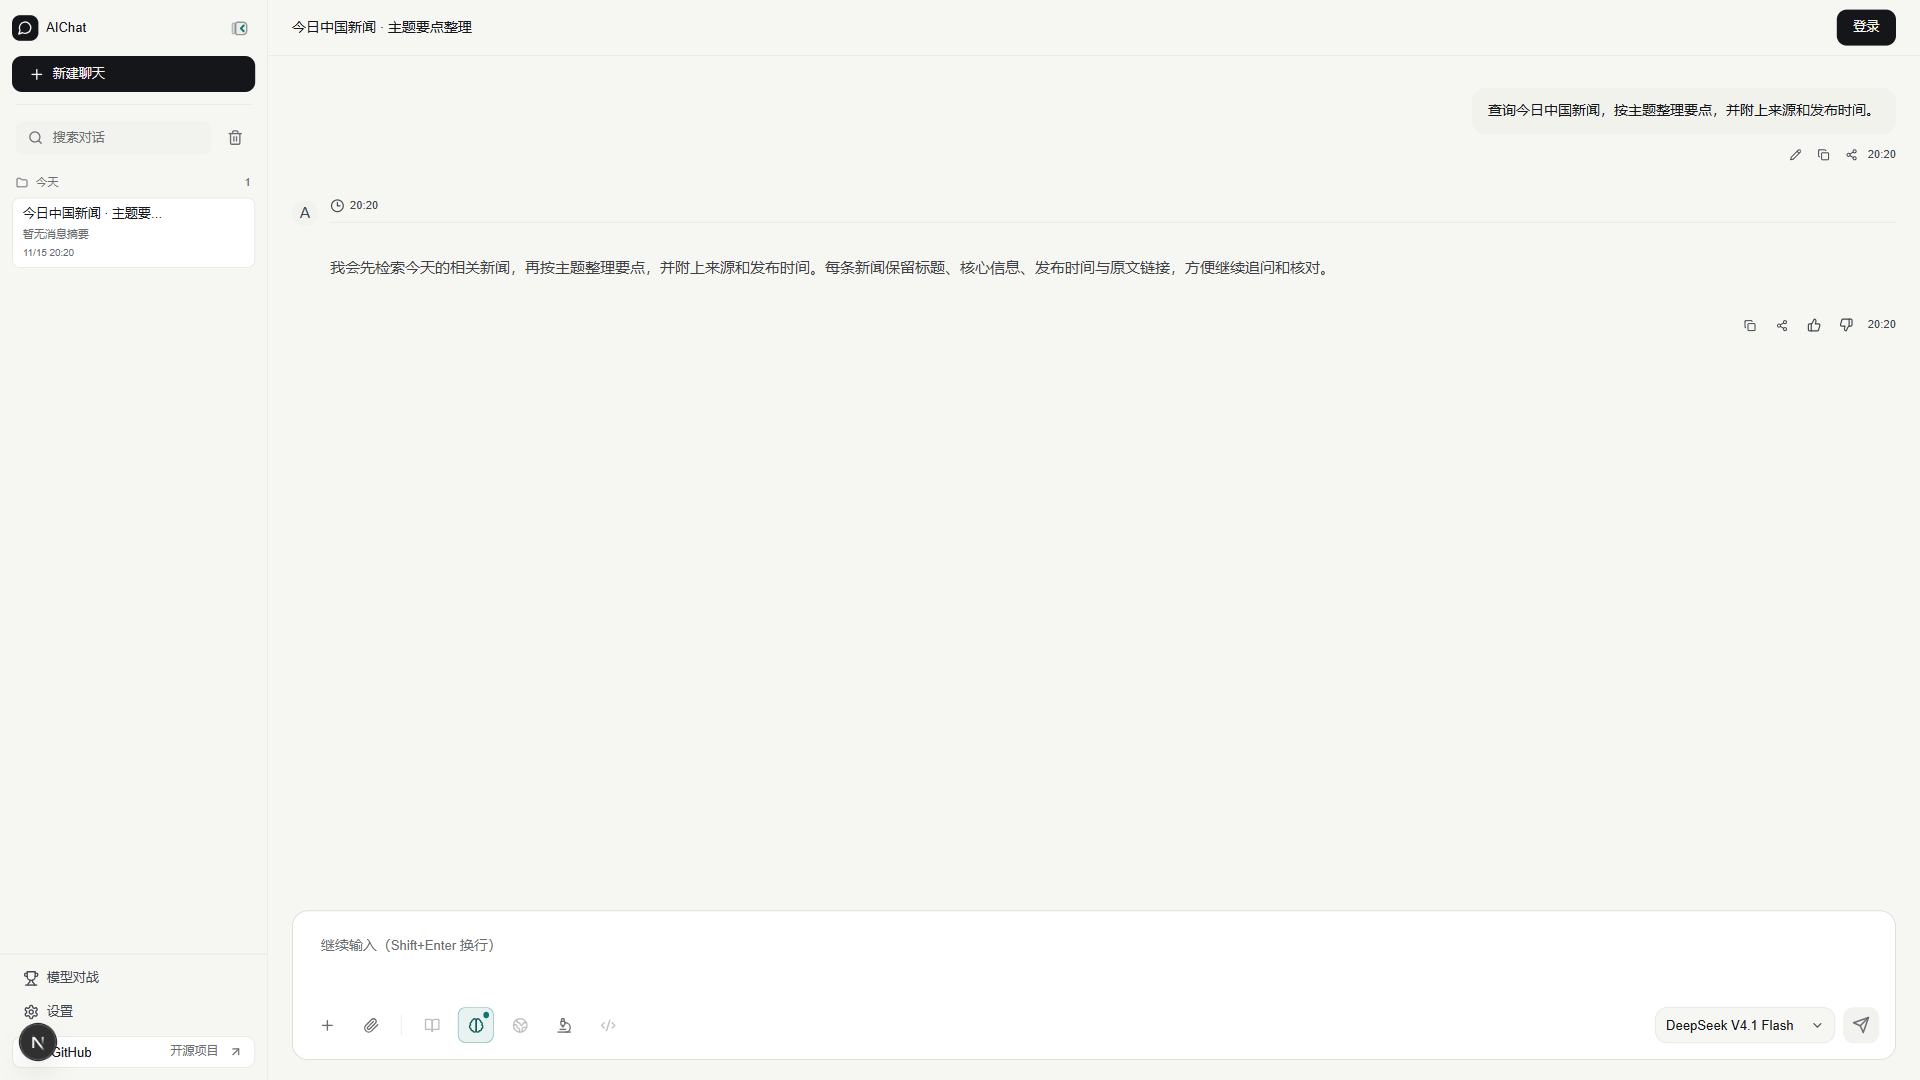 AIChat
新建聊天
搜索对话
今天
1
今日中国新闻 · 主题要...
暂无消息摘要
11/15 20:20
模型对战
设置
N
GitHub
开源项目
今日中国新闻 · 主题要点整理
登录
查询今日中国新闻，按主题整理要点，并附上来源和发布时间。
20:20
A
20:20
我会先检索今天的相关新闻，再按主题整理要点，并附上来源和发布时间。每条新闻保留标题、核心信息、发布时间与原文链接，方便继续追问和核对。
20:20
继续输入（Shift+Enter 换行）
DeepSeek V4.1 Flash